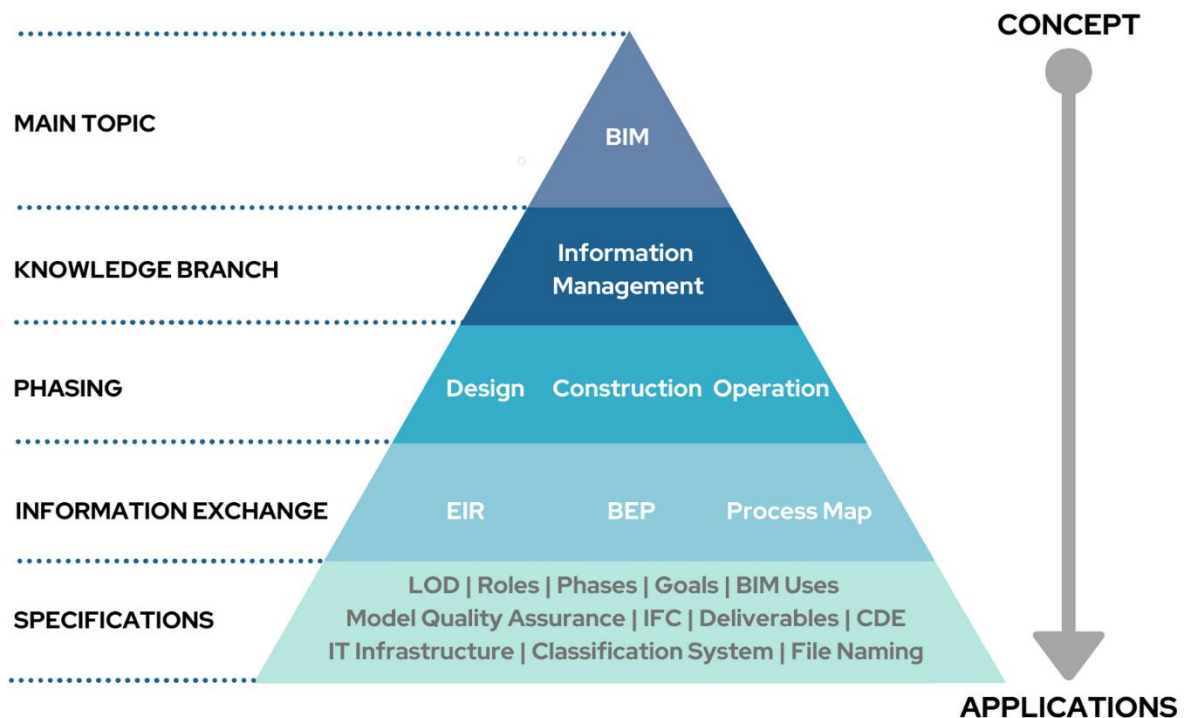 CONCEPT
MAIN TOPIC
BIM
KNOWLEDGE BRANCH
Information
Management
PHASING
Design Construction Operation
INFORMATION EXCHANGE
EIR BEP Process Map
SPECIFICATIONS
LOD | Roles | Phases | Goals | BIM Uses
Model Quality Assurance | IFC | Deliverables | CDE
IT Infrastructure | Classification System | File Naming
APPLICATIONS